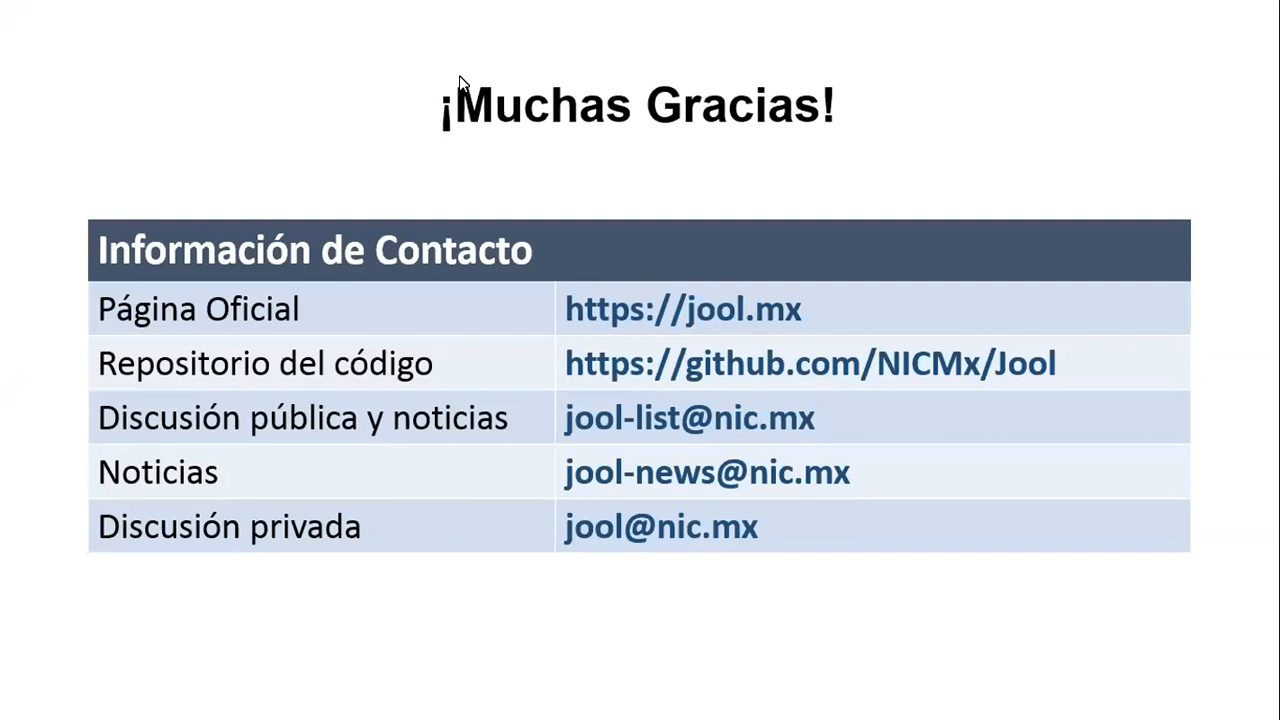 ¡Muchas Gracias!
Información de Contacto
Página Oficial https://jool.mx
Repositorio del código https://github.com/NICMx/Jool
Discusión pública y noticias jool-list@nic.mx
Noticias jool-news@nic.mx
Discusión privada jool@nic.mx